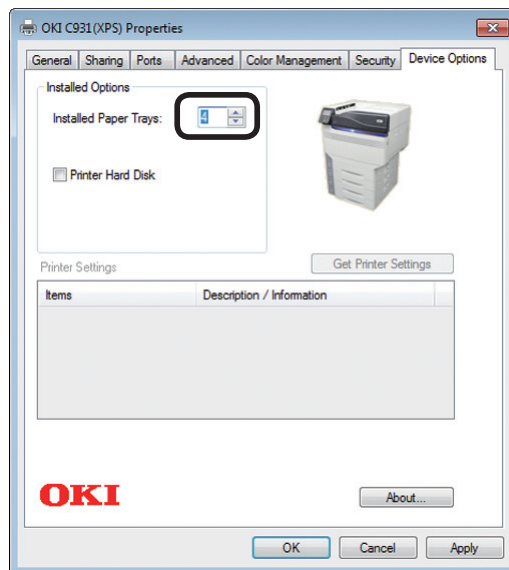 OKI C931(XPS) Properties
General Sharing Ports Advanced Color Management Security Device Options
Installed Options
Installed Paper Trays: 4
Printer Hard Disk
Printer Settings Get Printer Settings
Items Description / Information
OKI
About...
OK Cancel Apply